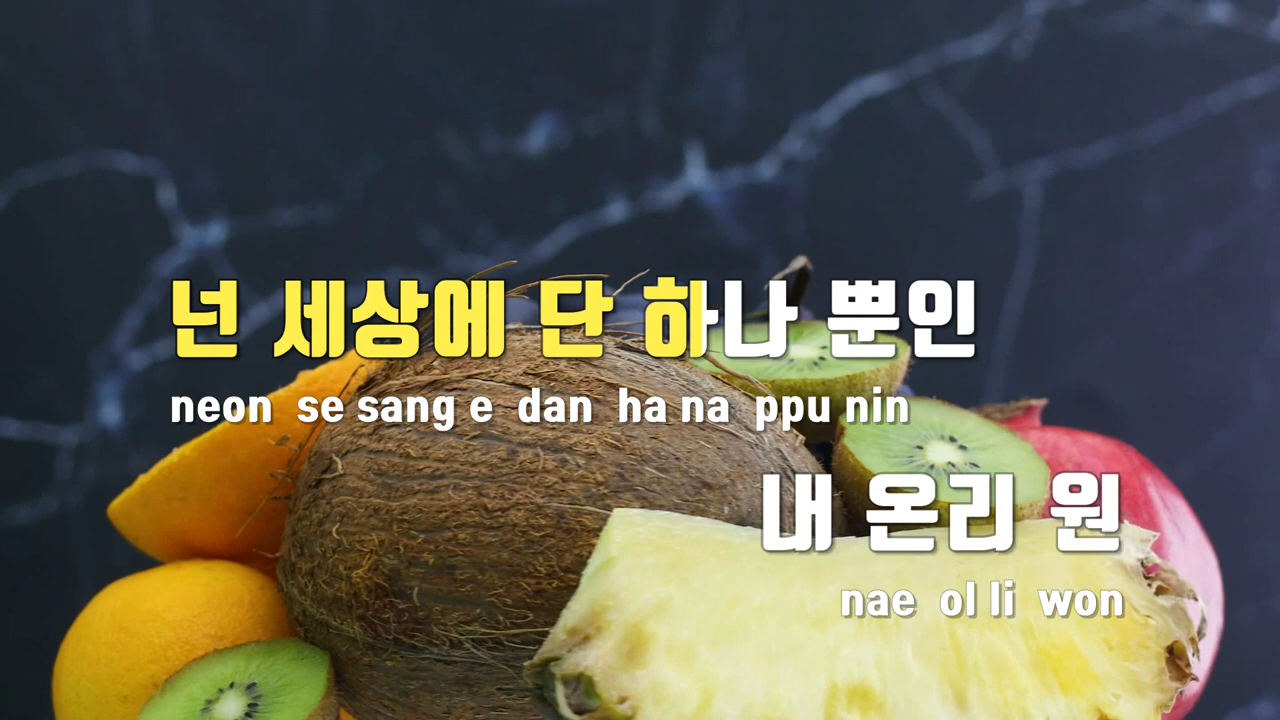 넌 세상에 단 하나 뿐인
neon se sang e dan ha na ppu nin
내 온리 원
nae ol li won